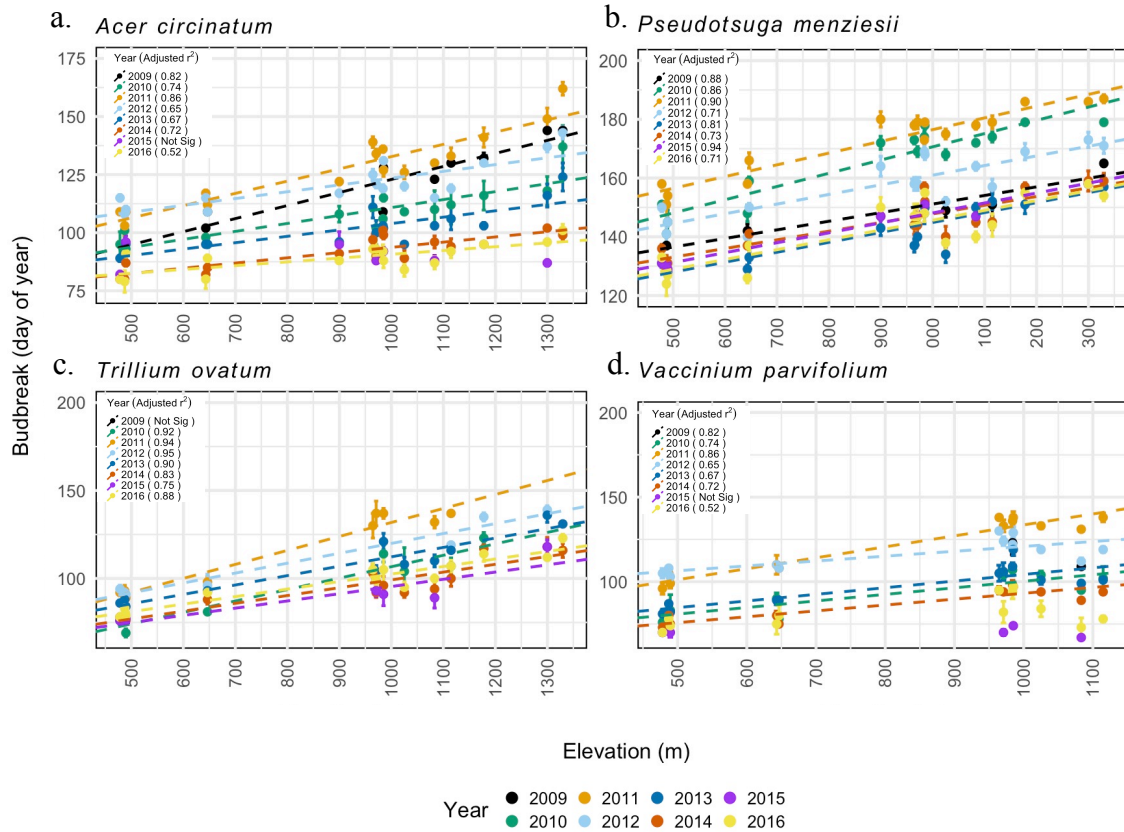 a. Acer circinatum
Year (Adjusted r²)
2009 ( 0.82 )
2010 ( 0.74 )
2011 ( 0.86 )
2012 ( 0.65 )
2013 ( 0.67 )
2014 ( 0.72 )
2015 ( Not Sig )
2016 ( 0.52 )
175
150
125
100
75
500 600 700 800 900 1000 1100 1200 1300
b. Pseudotsuga menziesii
Year (Adjusted r²)
2009 ( 0.88 )
2010 ( 0.86 )
2011 ( 0.90 )
2012 ( 0.71 )
2013 ( 0.81 )
2014 ( 0.73 )
2015 ( 0.94 )
2016 ( 0.71 )
200
180
160
140
120
500 600 700 800 900 000 100 200 300
Budbreak (day of year)
c. Trillium ovatum
Year (Adjusted r²)
2009 ( Not Sig )
2010 ( 0.92 )
2011 ( 0.94 )
2012 ( 0.95 )
2013 ( 0.90 )
2014 ( 0.83 )
2015 ( 0.75 )
2016 ( 0.88 )
200
150
100
500 600 700 800 900 1000 1100 1200 1300
d. Vaccinium parvifolium
Year (Adjusted r²)
2009 ( 0.82 )
2010 ( 0.74 )
2011 ( 0.86 )
2012 ( 0.65 )
2013 ( 0.67 )
2014 ( 0.72 )
2015 ( Not Sig )
2016 ( 0.52 )
200
150
100
500 600 700 800 900 1000 1100
Elevation (m)
Year 2009 2011 2013 2015
2010 2012 2014 2016